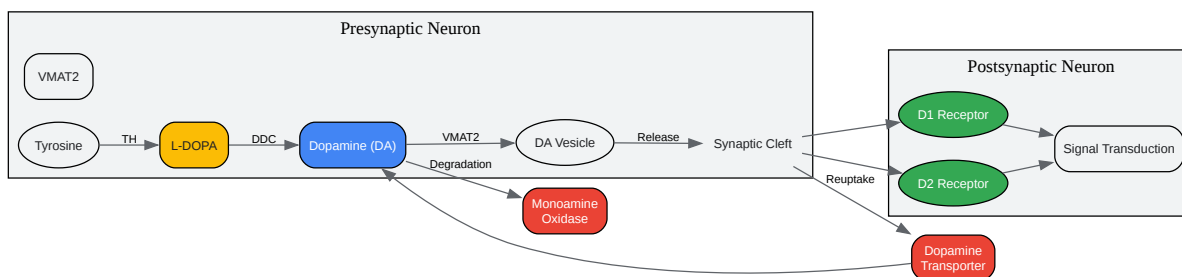 Presynaptic Neuron
Postsynaptic Neuron
VMAT2
Tyrosine
TH
L-DOPA
DDC
Dopamine (DA)
VMAT2
DA Vesicle
Release
Synaptic Cleft
D1 Receptor
D2 Receptor
Signal Transduction
Degradation
Monoamine
Oxidase
Reuptake
Dopamine
Transporter